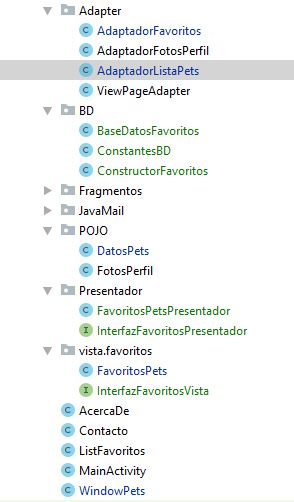 Adapter
AdaptadorFavoritos
AdaptadorFotosPerfil
AdaptadorListaPets
ViewPageAdapter
BD
BaseDatosFavoritos
ConstantesBD
ConstructorFavoritos
Fragmentos
JavaMail
POJO
DatosPets
FotosPerfil
Presentador
FavoritosPetsPresentador
InterfazFavoritosPresentador
vista.favoritos
FavoritosPets
InterfazFavoritosVista
AcercaDe
Contacto
ListFavoritos
MainActivity
WindowPets